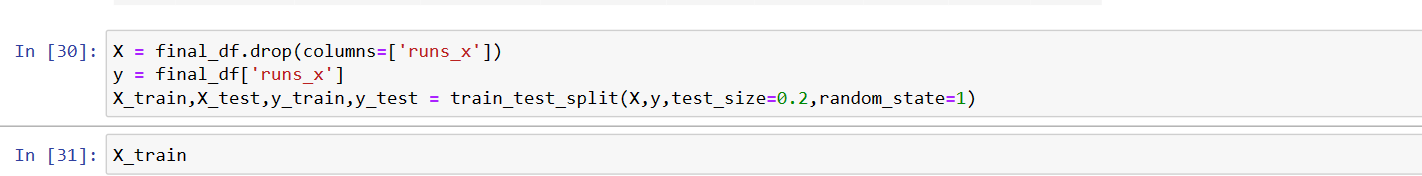 In [30]: X = final_df.drop(columns=['runs_x'])
y = final_df['runs_x']
X_train,X_test,y_train,y_test = train_test_split(X,y,test_size=0.2,random_state=1)
In [31]: X_train